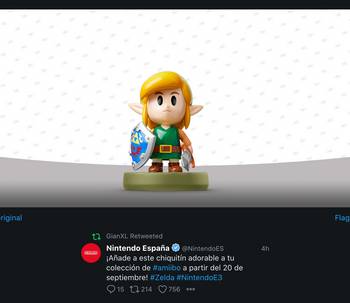 riginal
Flag
GianXL Retweeted
Nintendo España @NintendoES 4h
¡Añade a este chiquitín adorable a tu
colección de #amiibo a partir del 20 de
septiembre! #Zelda #NintendoE3
15 214 756